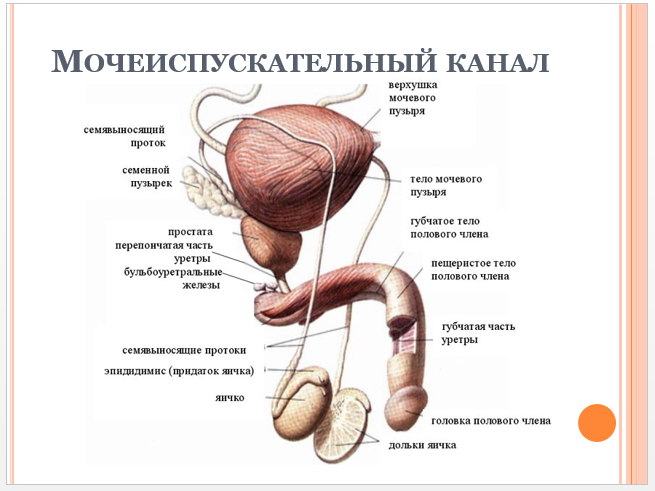 Мочеиспускательный канал
верхушка
мочевого
пузыря
семявыносящий
проток
семенной
пузырек
тело мочевого
пузыря
губчатое тело
полового члена
простата
перепончатая часть
уретры
бульбоуретральные
железы
пещеристое тело
полового члена
губчатая часть
уретры
семявыносящие протоки
эпидидимис (придаток яичка)
яичко
головка полового члена
дольки яичка